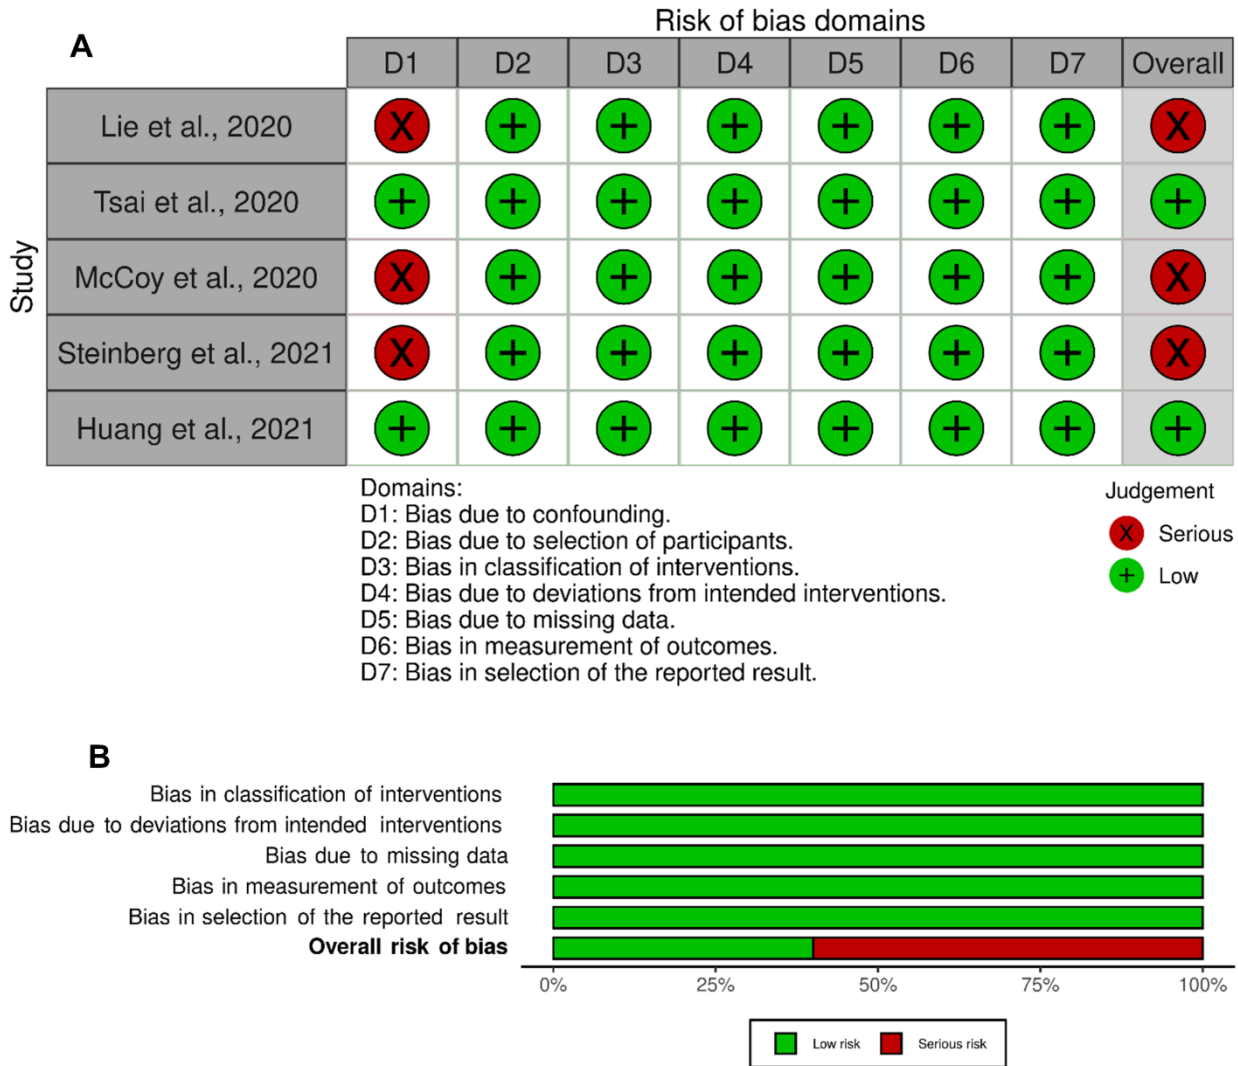 A
Risk of bias domains
D1 D2 D3 D4 D5 D6 D7 Overall
Study
Lie et al., 2020 X + + + + + + X
Tsai et al., 2020 + + + + + + + +
McCoy et al., 2020 X + + + + + + X
Steinberg et al., 2021 X + + + + + + X
Huang et al., 2021 + + + + + + + +
Domains:
D1: Bias due to confounding.
D2: Bias due to selection of participants.
D3: Bias in classification of interventions.
D4: Bias due to deviations from intended interventions.
D5: Bias due to missing data.
D6: Bias in measurement of outcomes.
D7: Bias in selection of the reported result.
Judgement
X Serious
+ Low
B
Bias in classification of interventions
Bias due to deviations from intended interventions
Bias due to missing data
Bias in measurement of outcomes
Bias in selection of the reported result
Overall risk of bias
0% 25% 50% 75% 100%
Low risk Serious risk